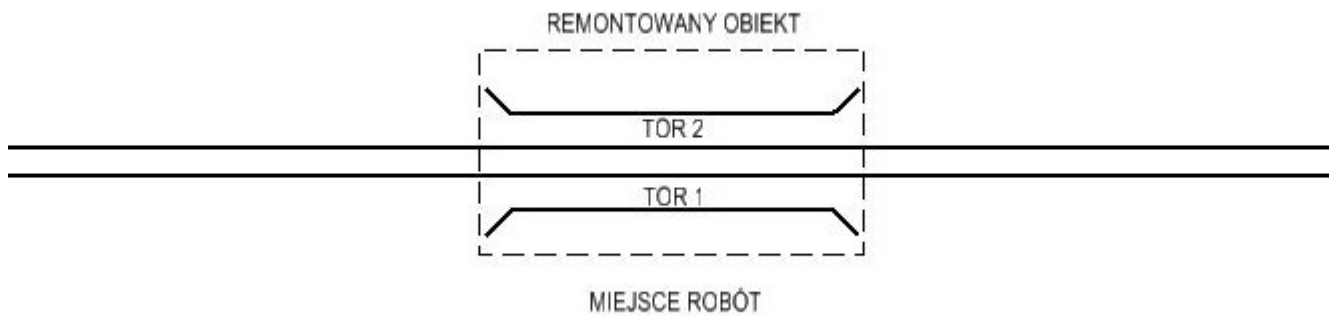 REMONTOWANY OBIEKT
TOR 2
TOR 1
MIEJSCE ROBÓT